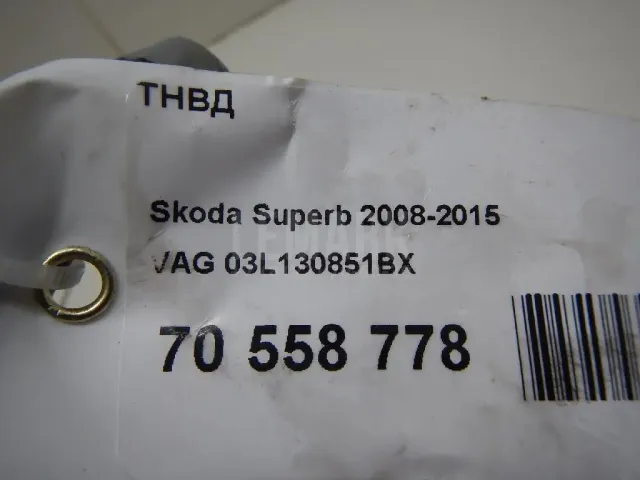 ТНВД
Skoda Superb 2008-2015
VAG 03L130851BX
70 558 778